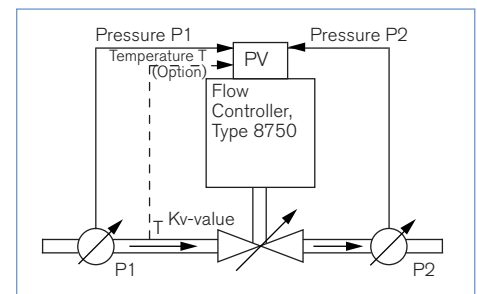 Pressure P1
Pressure P2
Temperature T
(Option)
PV
Flow
Controller,
Type 8750
T
Kv-value
P1
P2